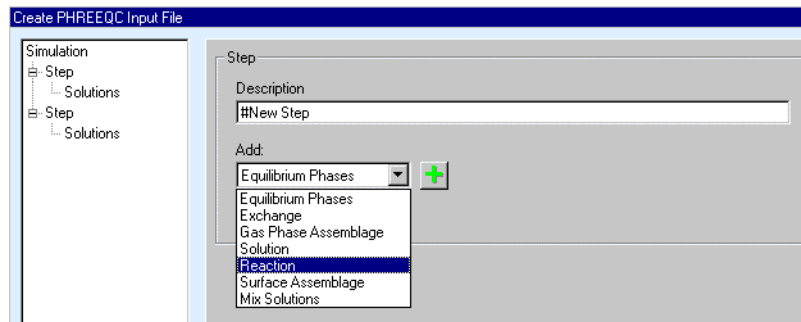 Create PHREEQC Input File
Simulation
Step
Solutions
Step
Solutions
Step
Description
#New Step
Add:
Equilibrium Phases
Equilibrium Phases
Exchange
Gas Phase Assemblage
Solution
Reaction
Surface Assemblage
Mix Solutions